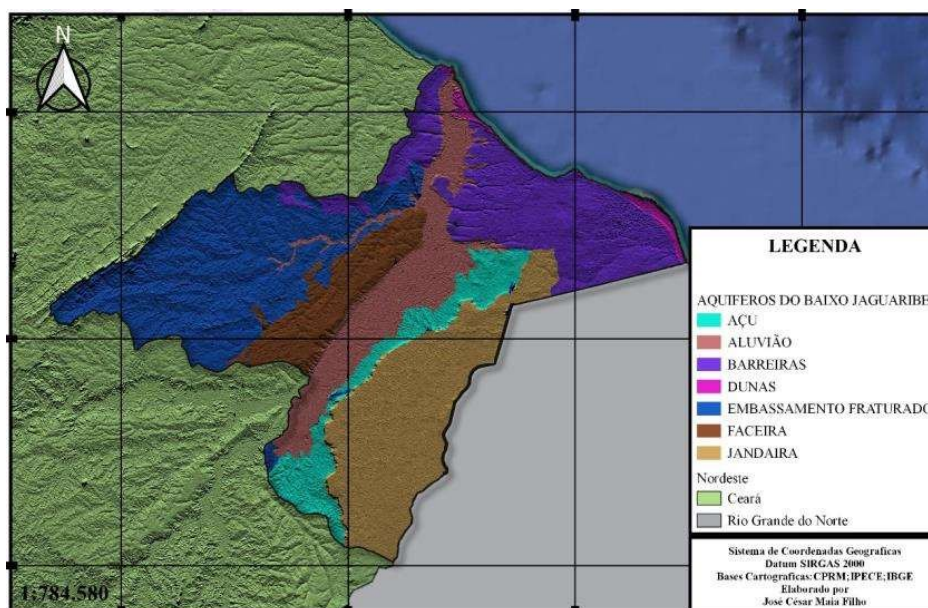 N
LEGENDA
AQUIFEROS DO BAIXO JAGUARIBE
AÇU
ALUVIÃO
BARREIRAS
DUNAS
EMBASSAMENTO FRATURADO
FACEIRA
JANDAIRA
Nordeste
Ceará
Rio Grande do Norte
Sistema de Coordenadas Geograficas
Datum SIRGAS 2000
Bases Cartograficas:CPRM;IPECE;IBGE
Elaborado por
José César Maia Filho
1:784.580